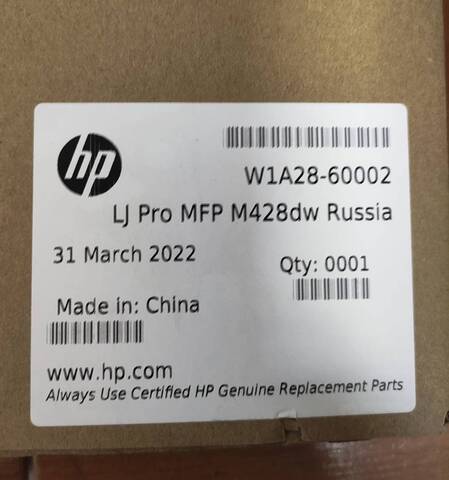 hp
W1A28-60002
LJ Pro MFP M428dw Russia
31 March 2022
Qty: 0001
Made in: China
www.hp.com
Always Use Certified HP Genuine Replacement Parts